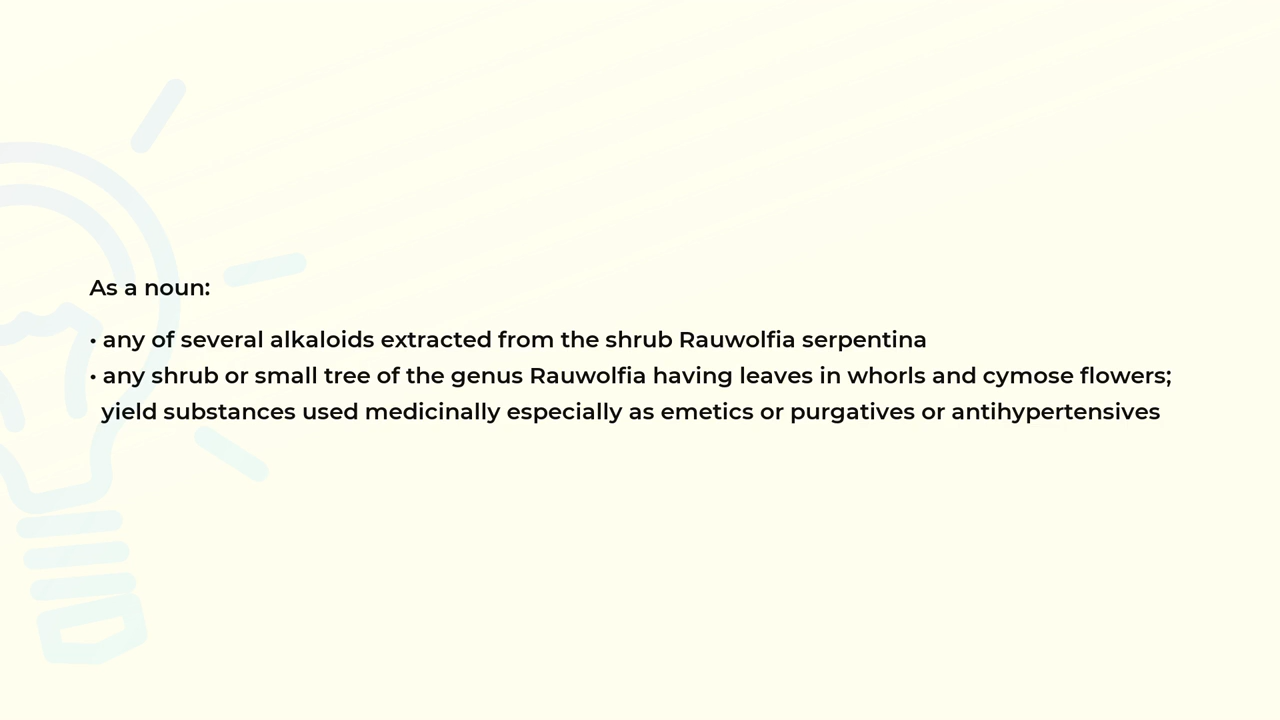 As a noun:
• any of several alkaloids extracted from the shrub Rauwolfia serpentina
• any shrub or small tree of the genus Rauwolfia having leaves in whorls and cymose flowers;
yield substances used medicinally especially as emetics or purgatives or antihypertensives